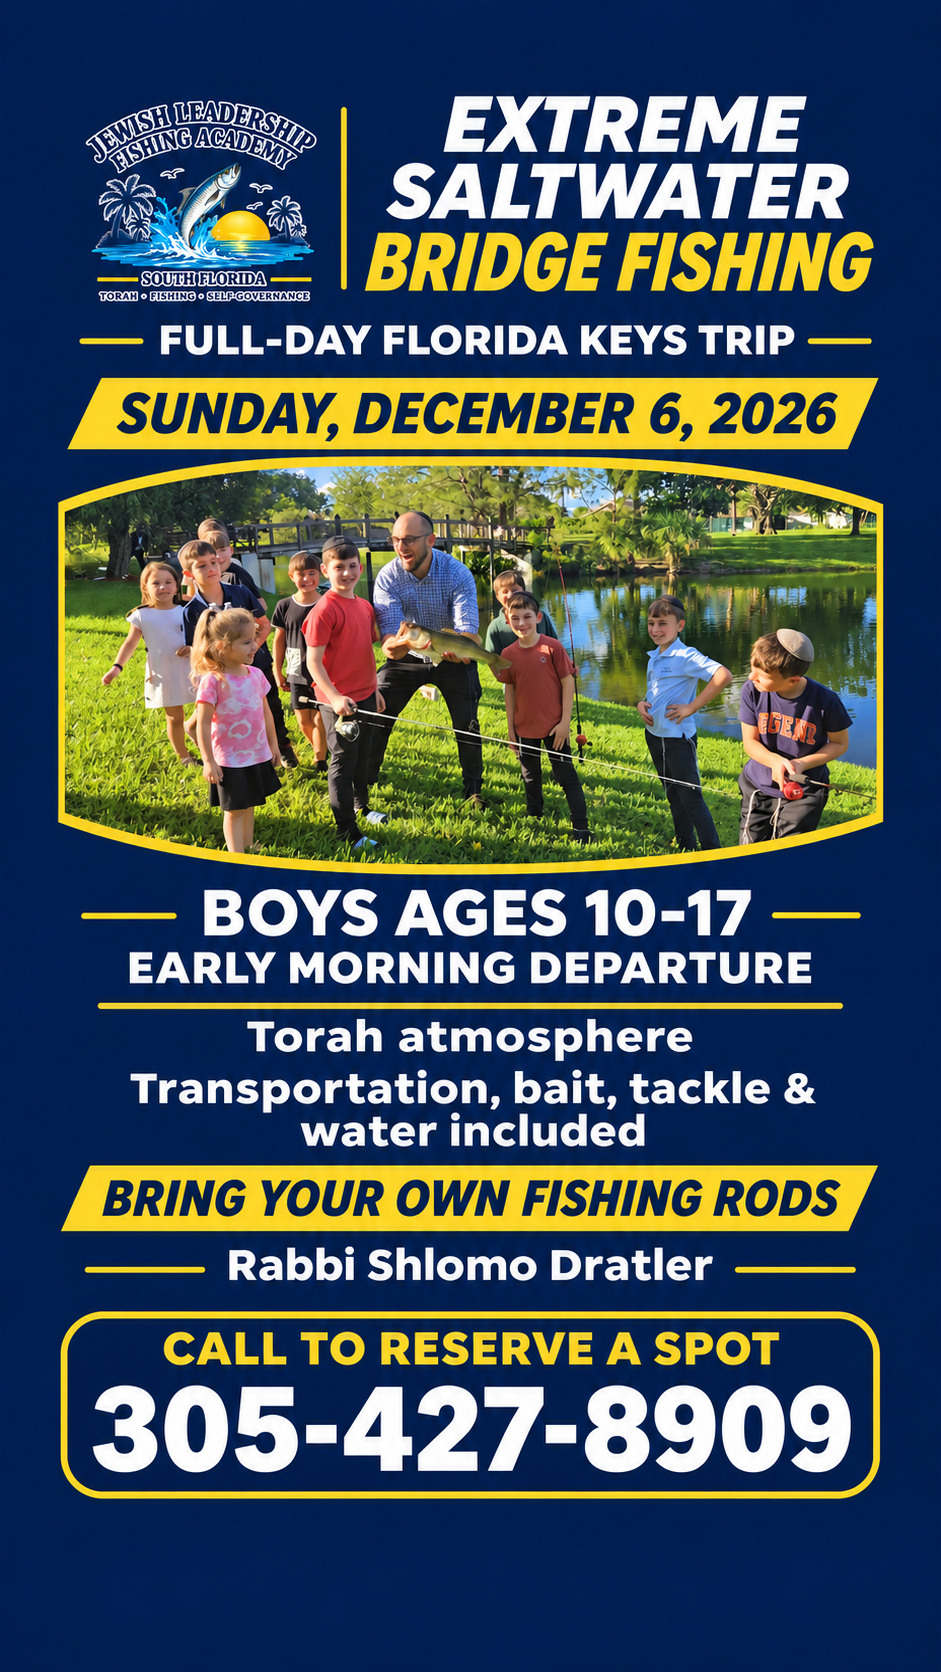 JEWISH LEADERSHIP
FISHING ACADEMY
SOUTH FLORIDA
TORAH • FISHING • SELF-GOVERNANCE
EXTREME
SALTWATER
BRIDGE FISHING
FULL-DAY FLORIDA KEYS TRIP
SUNDAY, DECEMBER 6, 2026
EGENT
BOYS AGES 10-17
EARLY MORNING DEPARTURE
Torah atmosphere
Transportation, bait, tackle &
water included
BRING YOUR OWN FISHING RODS
Rabbi Shlomo Dratler
CALL TO RESERVE A SPOT
305-427-8909